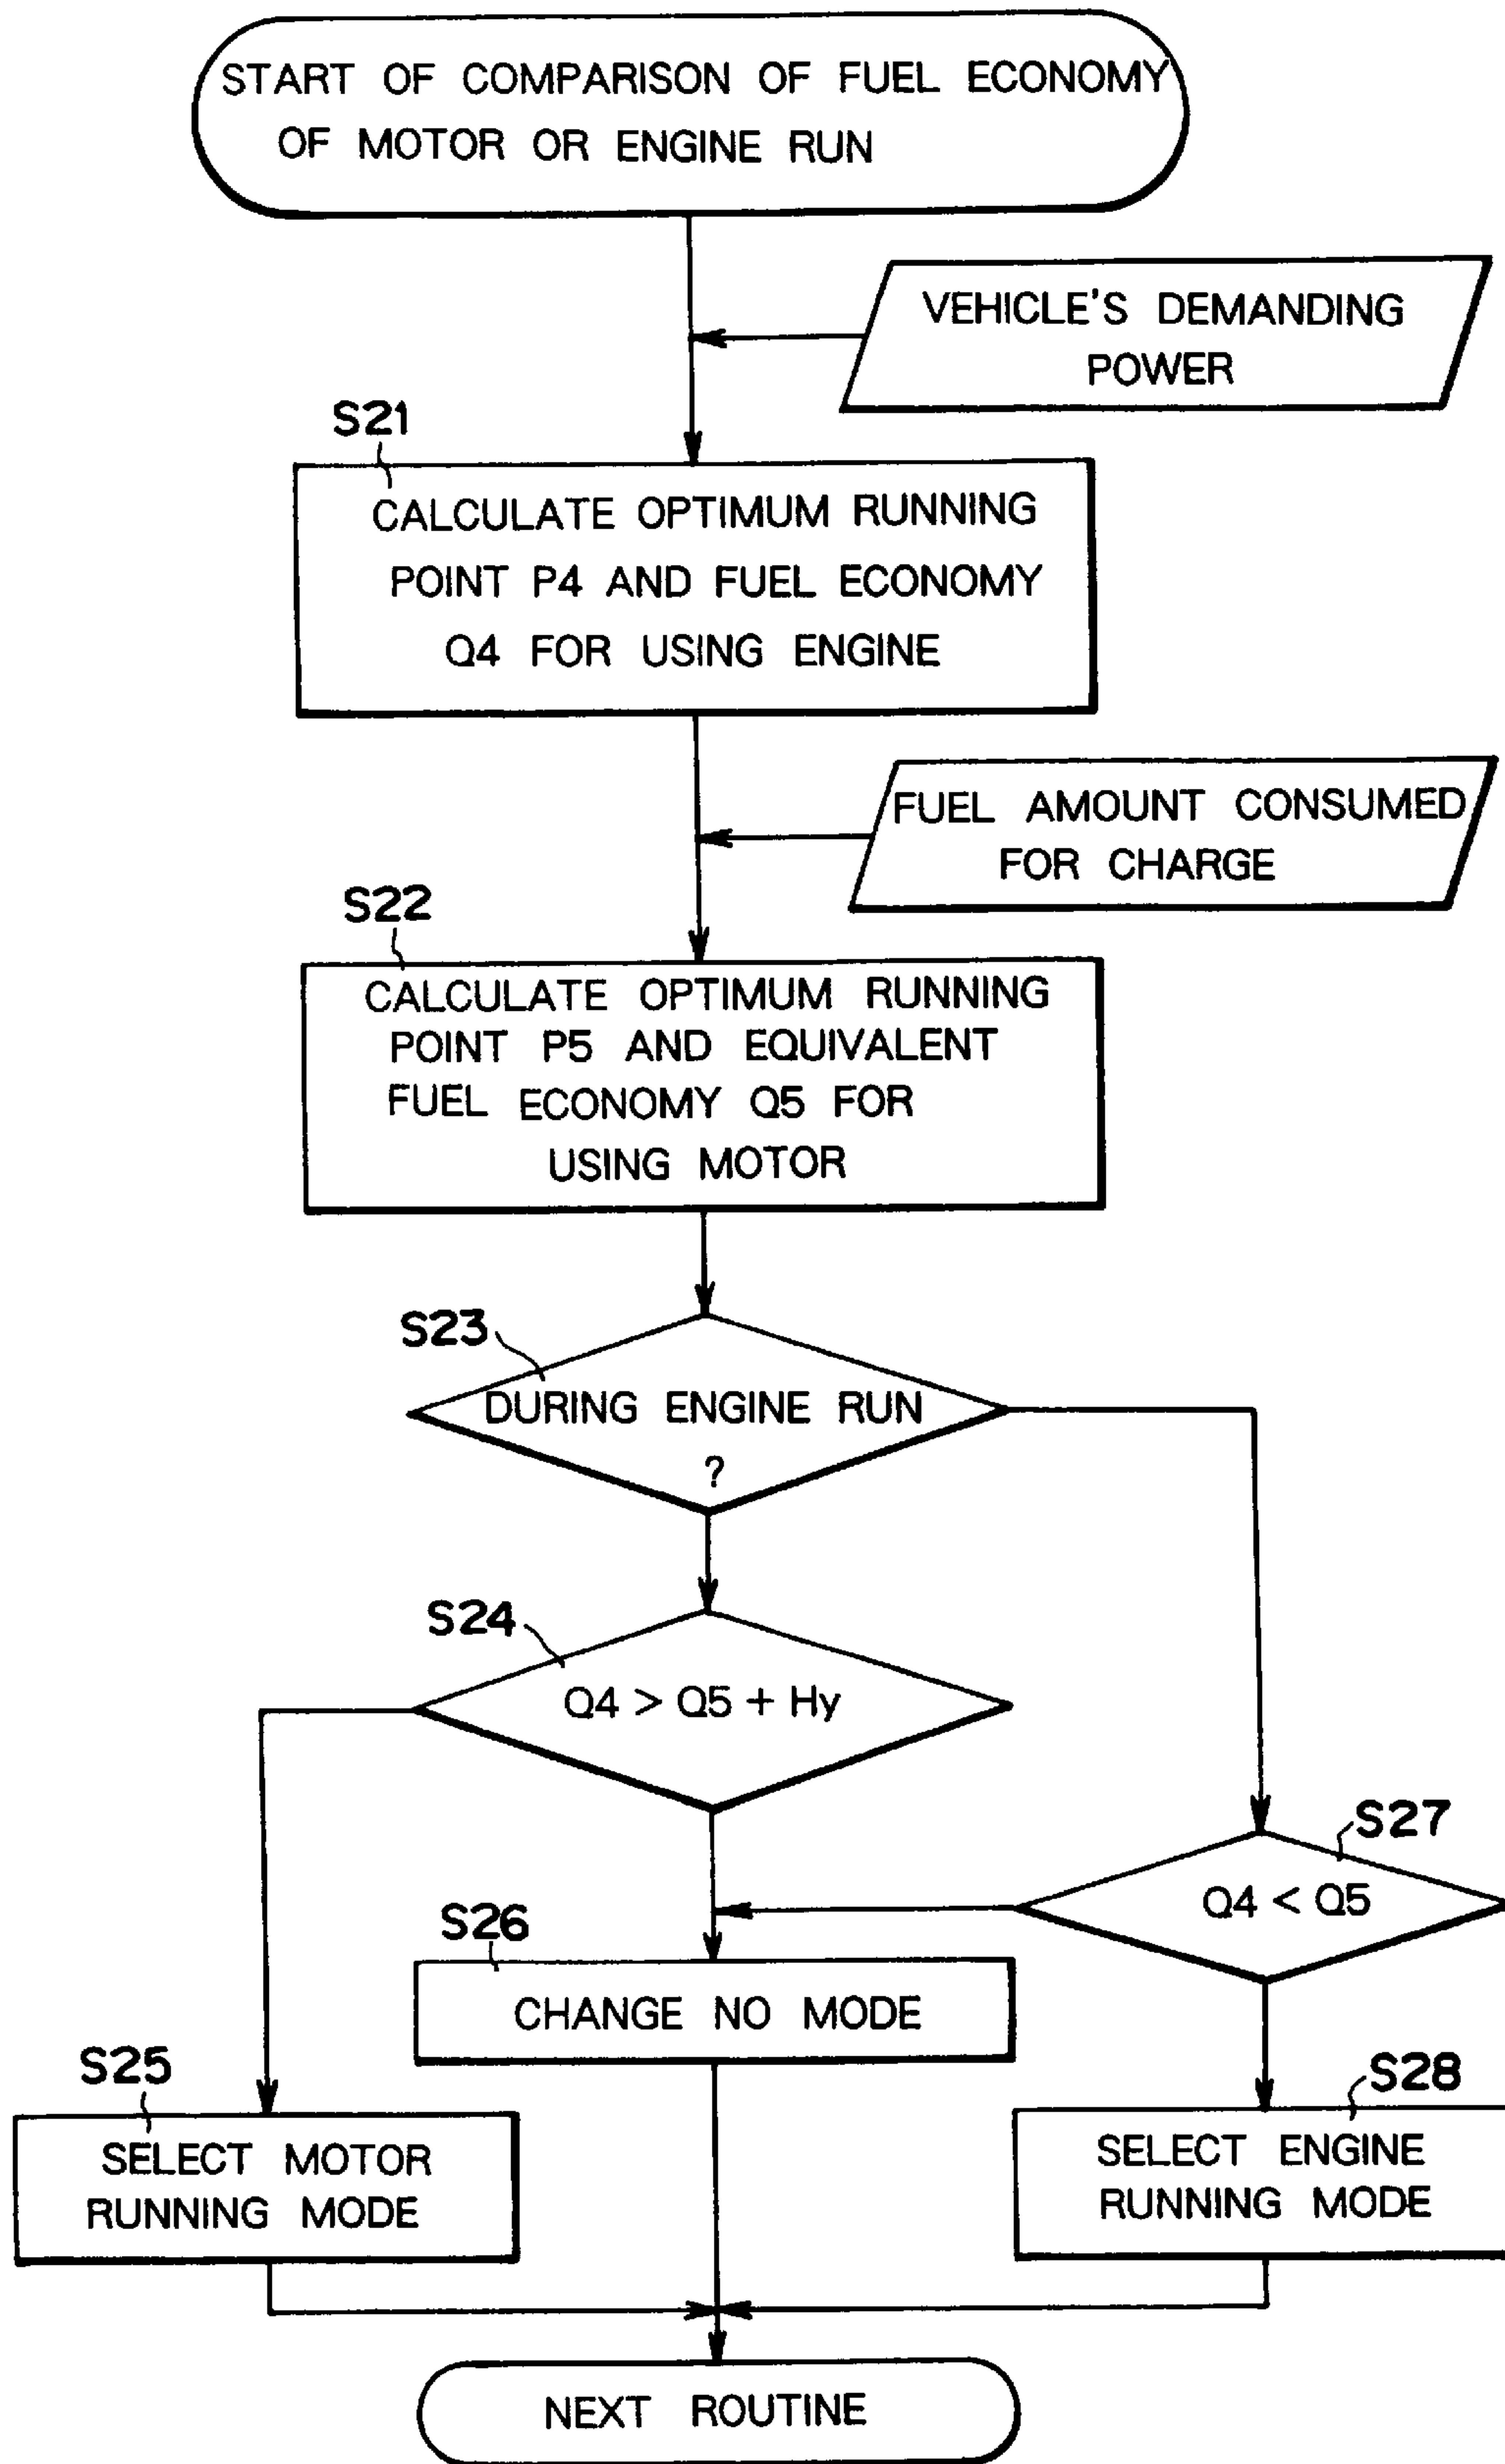 START OF COMPARISON OF FUEL ECONOMY
OF MOTOR OR ENGINE RUN
VEHICLE'S DEMANDING
POWER
S21
CALCULATE OPTIMUM RUNNING
POINT P4 AND FUEL ECONOMY
Q4 FOR USING ENGINE
FUEL AMOUNT CONSUMED
FOR CHARGE
S22
CALCULATE OPTIMUM RUNNING
POINT P5 AND EQUIVALENT
FUEL ECONOMY Q5 FOR
USING MOTOR
S23
DURING ENGINE RUN
?
S24
Q4 > Q5 + Hy
S27
Q4 < Q5
S26
CHANGE NO MODE
S25
SELECT MOTOR
RUNNING MODE
S28
SELECT ENGINE
RUNNING MODE
NEXT ROUTINE